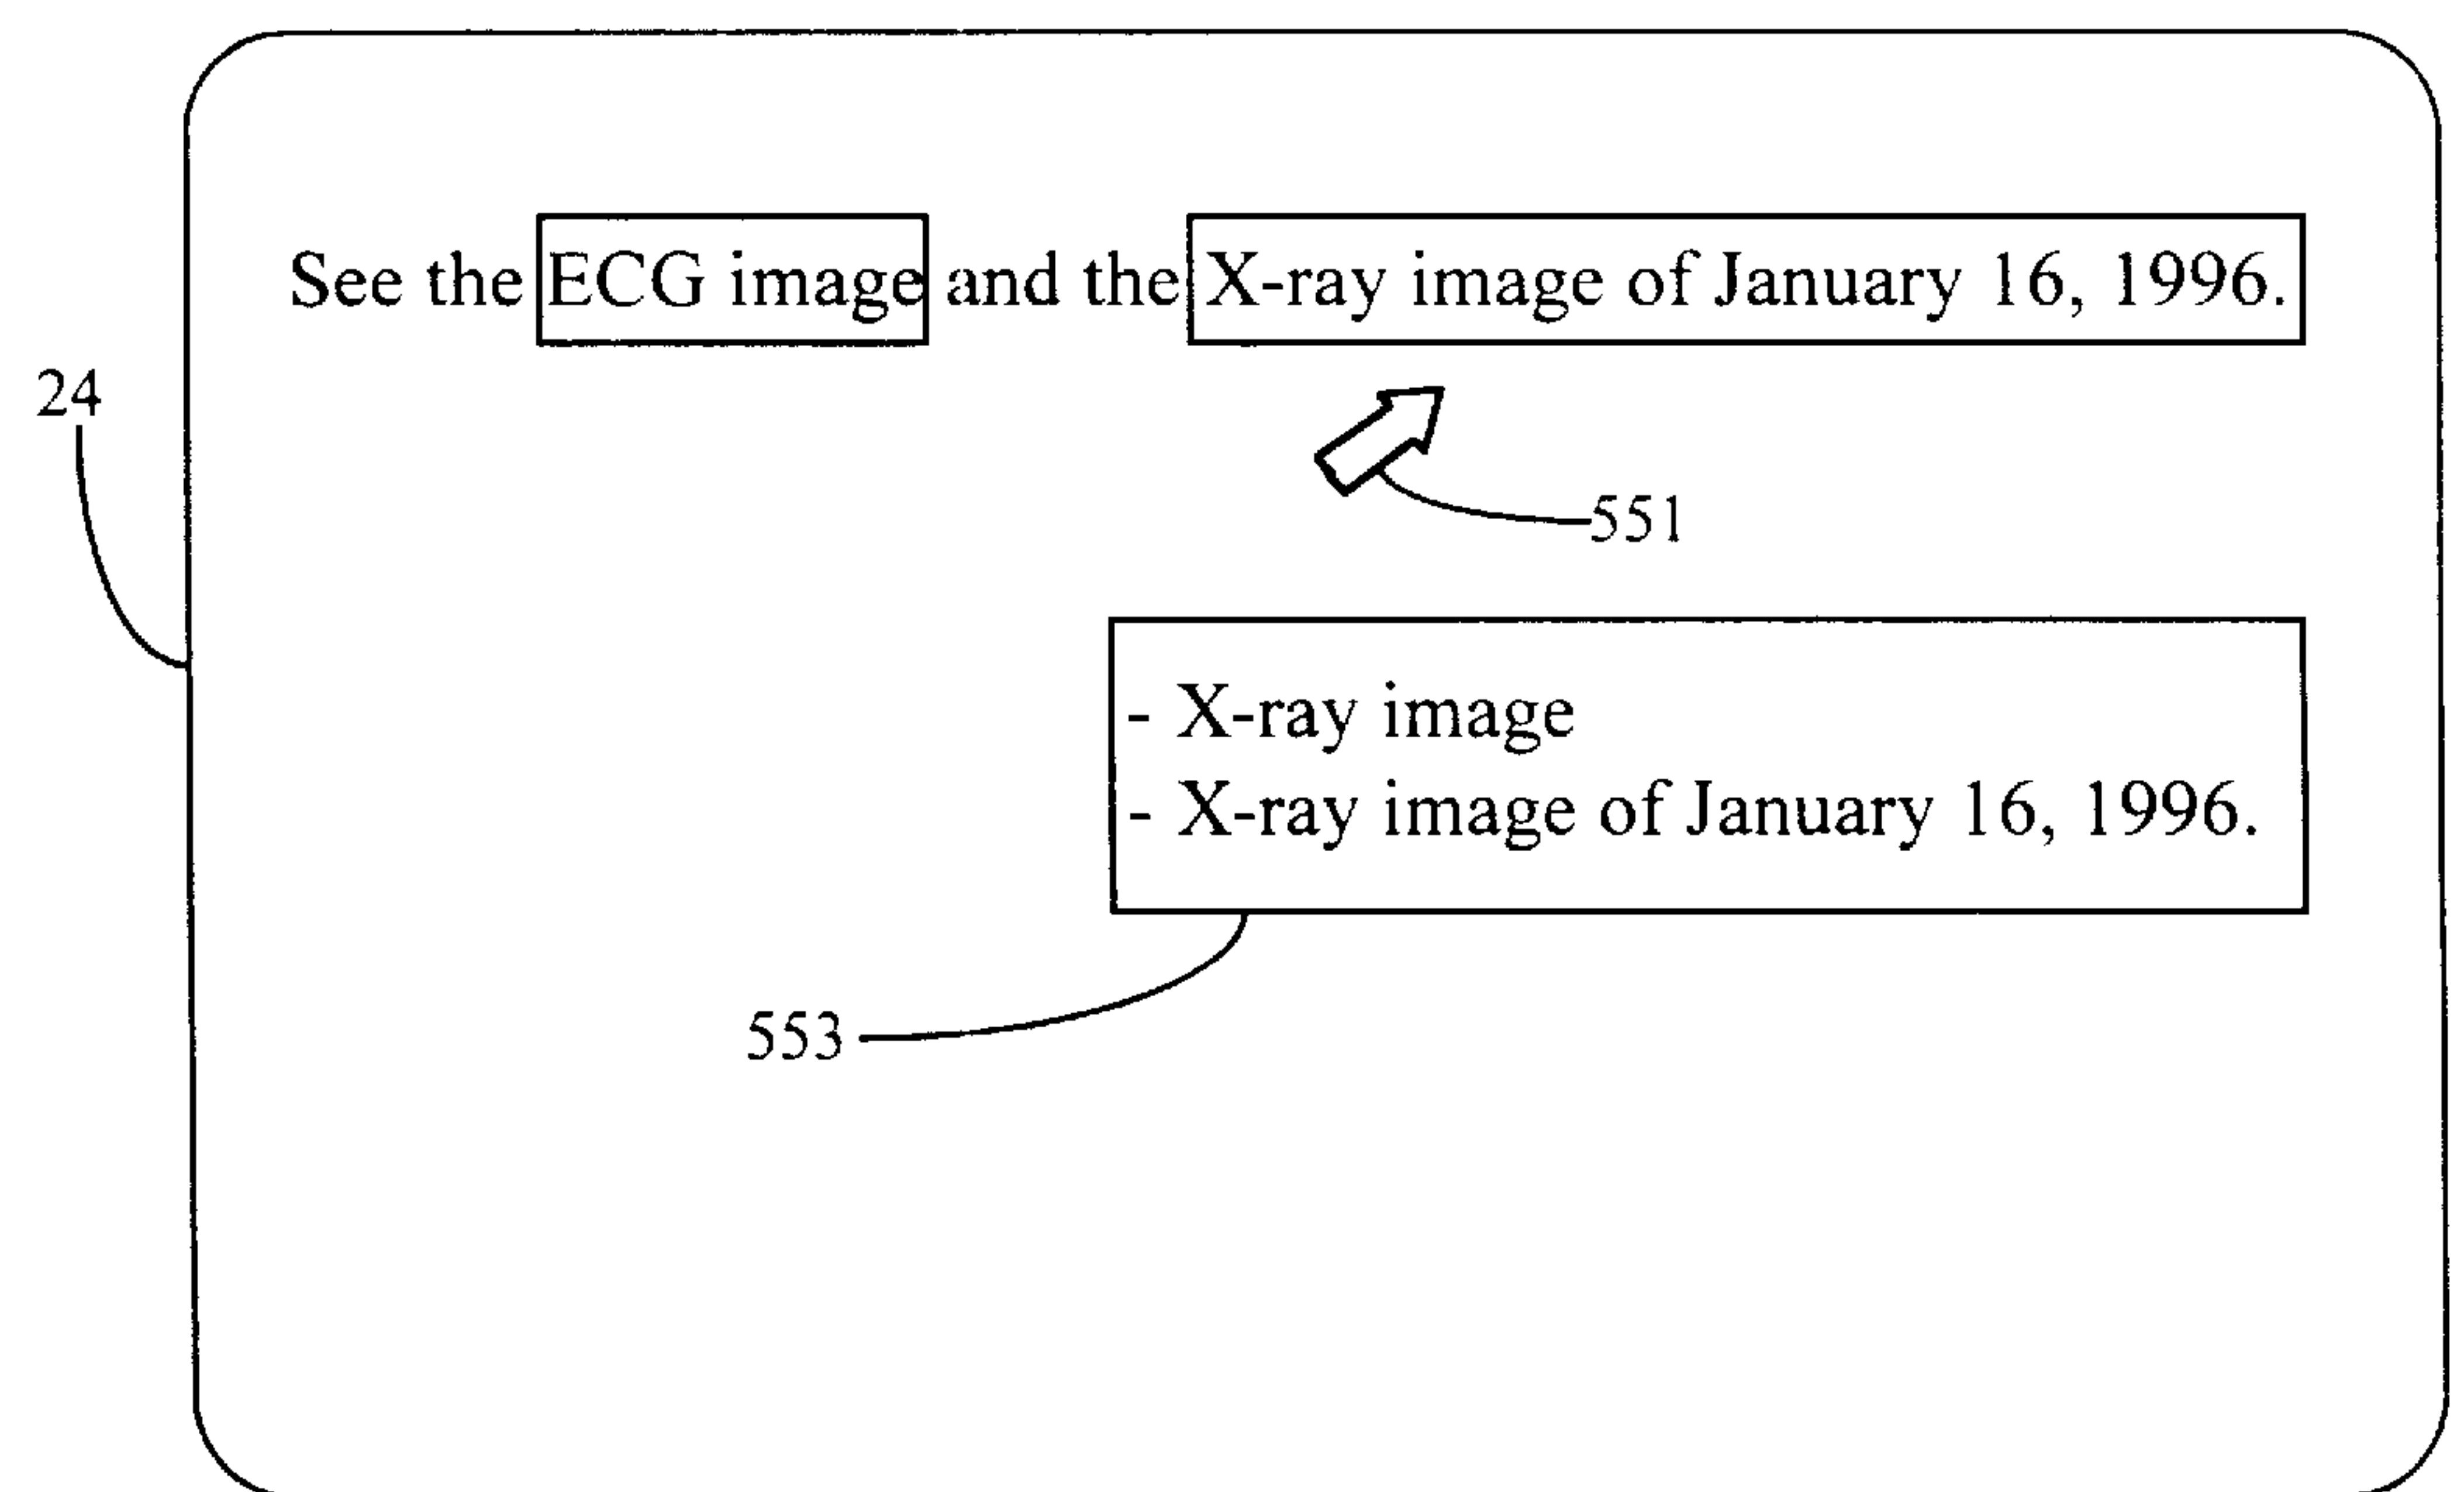 See the ECG image and the X-ray image of January 16, 1996.
24
551
- X-ray image
- X-ray image of January 16, 1996.
553